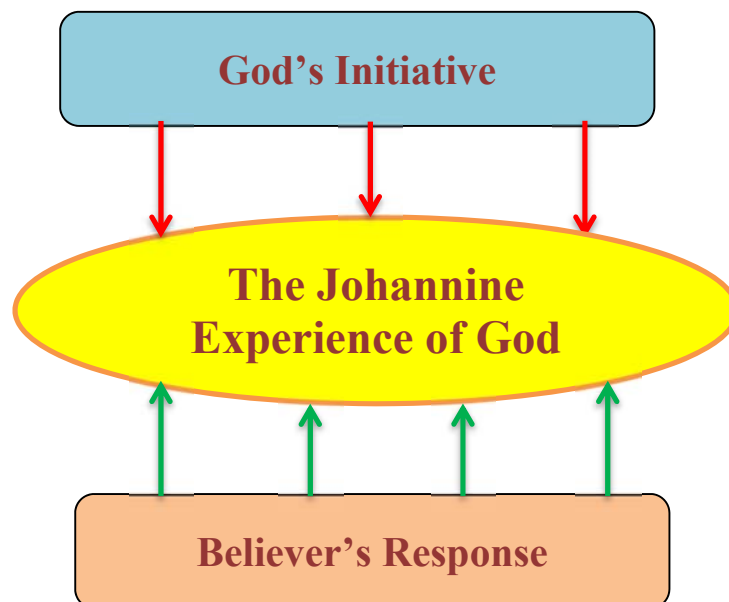 God’s Initiative
The Johannine
Experience of God
Believer’s Response